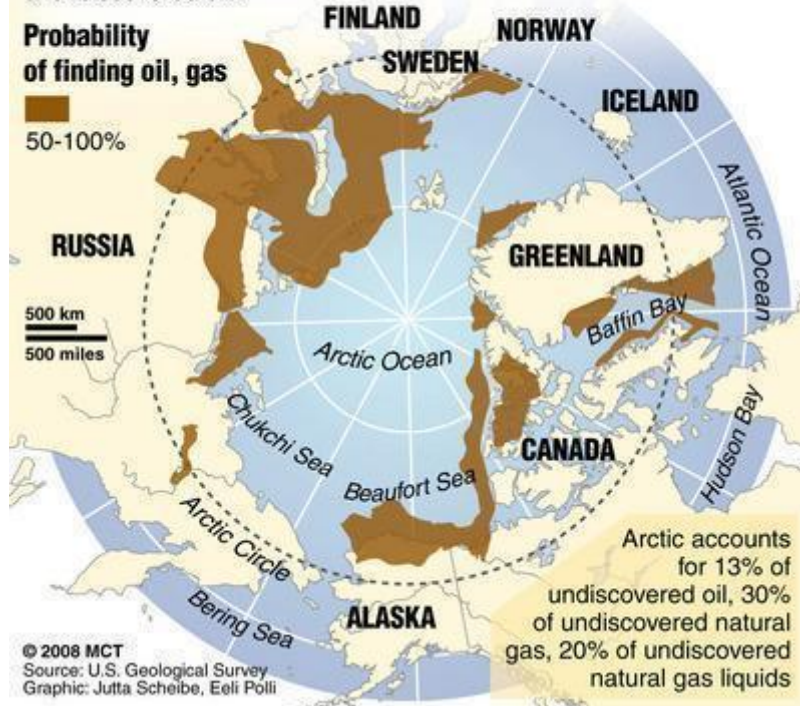 Probability
of finding oil, gas
50-100%
FINLAND
SWEDEN
NORWAY
ICELAND
Atlantic Ocean
RUSSIA
GREENLAND
500 km
500 miles
Baffin Bay
Arctic Ocean
Chukchi Sea
Beaufort Sea
CANADA
Hudson Bay
Arctic Circle
Bering Sea
ALASKA
Arctic accounts
for 13% of
undiscovered oil, 30%
of undiscovered natural
gas, 20% of undiscovered
natural gas liquids
© 2008 MCT
Source: U.S. Geological Survey
Graphic: Jutta Scheibe, Eeli Polli